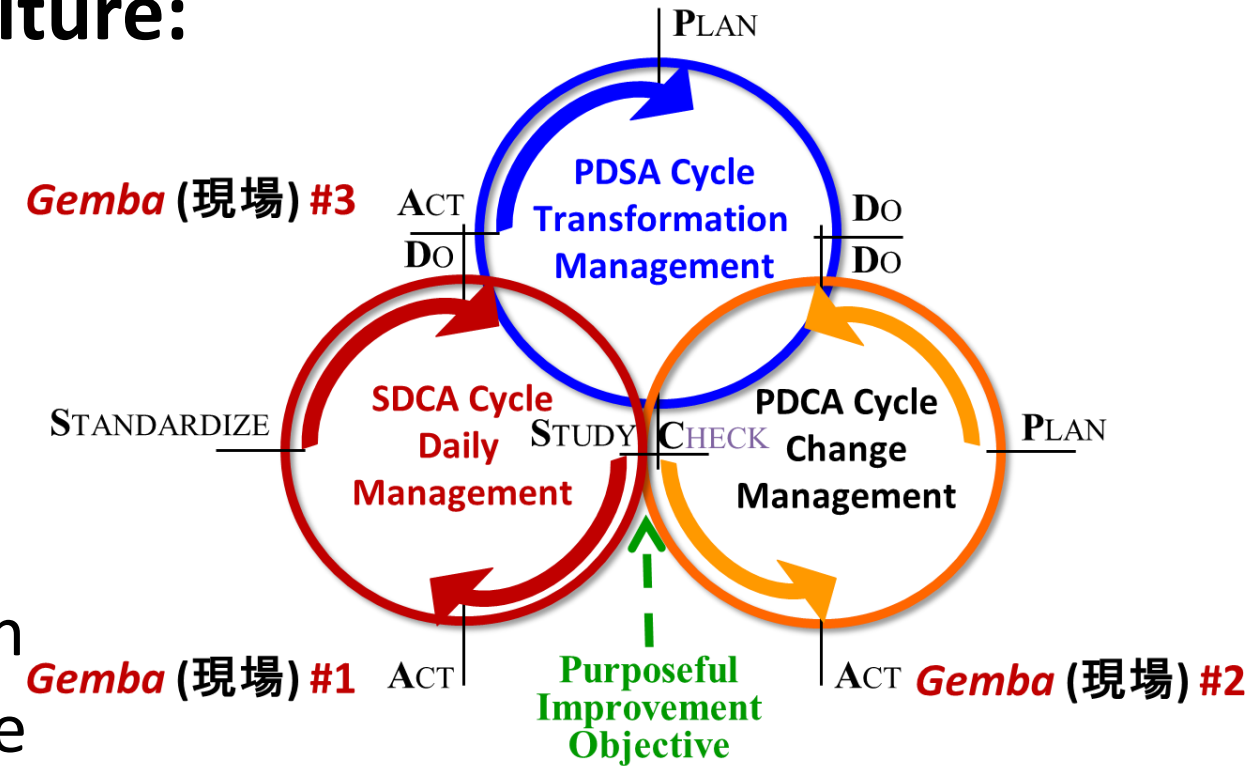 lture:
PLAN
PDSA Cycle
Transformation
Management
Gemba (現場) #3
ACT
DO
DO
DO
SDCA Cycle
Daily
Management
STANDARDIZE
STUDY
CHECK
PDCA Cycle
Change
Management
PLAN
n
Gemba (現場) #1
ACT
e
Purposeful
Improvement
Objective
ACT
Gemba (現場) #2